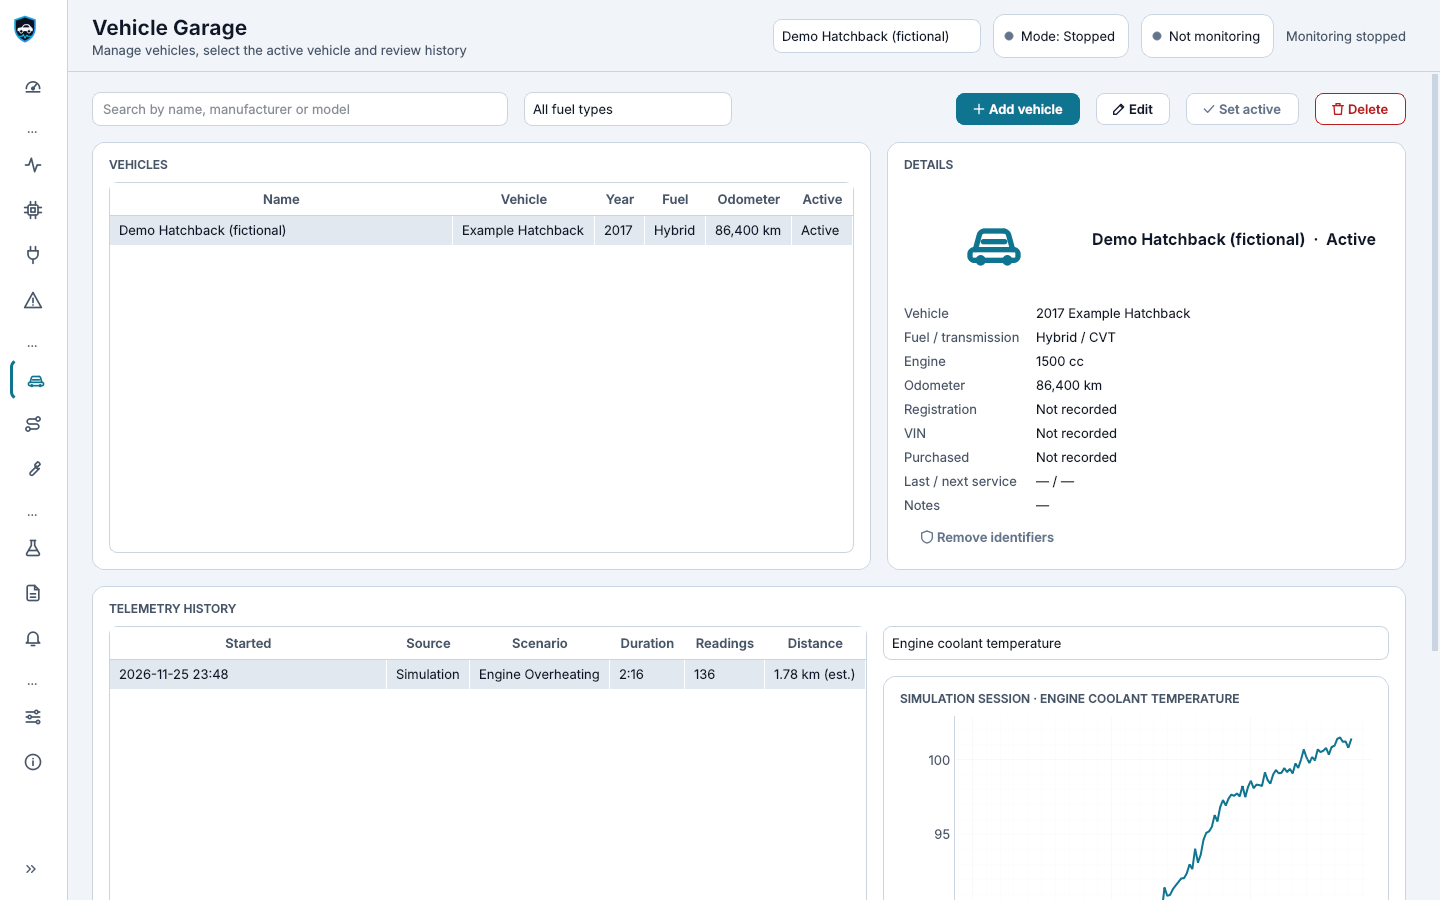 Vehicle Garage
Manage vehicles, select the active vehicle and review history
Demo Hatchback (fictional)
Mode: Stopped
Not monitoring
Monitoring stopped
Search by name, manufacturer or model
All fuel types
Add vehicle
Edit
Set active
Delete
...
...
...
...
VEHICLES
Name Vehicle Year Fuel Odometer Active
Demo Hatchback (fictional) Example Hatchback 2017 Hybrid 86,400 km Active
DETAILS
Demo Hatchback (fictional) · Active
Vehicle 2017 Example Hatchback
Fuel / transmission Hybrid / CVT
Engine 1500 cc
Odometer 86,400 km
Registration Not recorded
VIN Not recorded
Purchased Not recorded
Last / next service — / —
Notes —
Remove identifiers
TELEMETRY HISTORY
Started Source Scenario Duration Readings Distance
2026-11-25 23:48 Simulation Engine Overheating 2:16 136 1.78 km (est.)
Engine coolant temperature
SIMULATION SESSION · ENGINE COOLANT TEMPERATURE
100
95